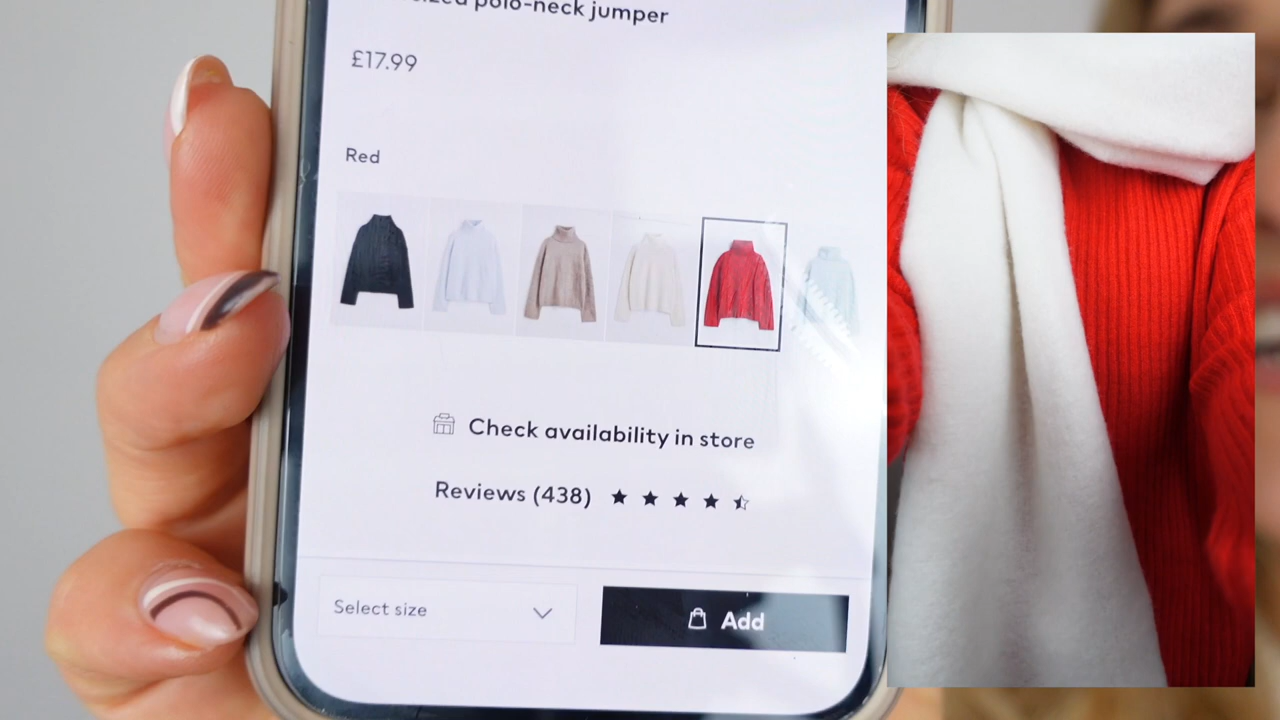 polo-neck jumper
£17.99
Red
Check availability in store
Reviews (438)
Select size
Add